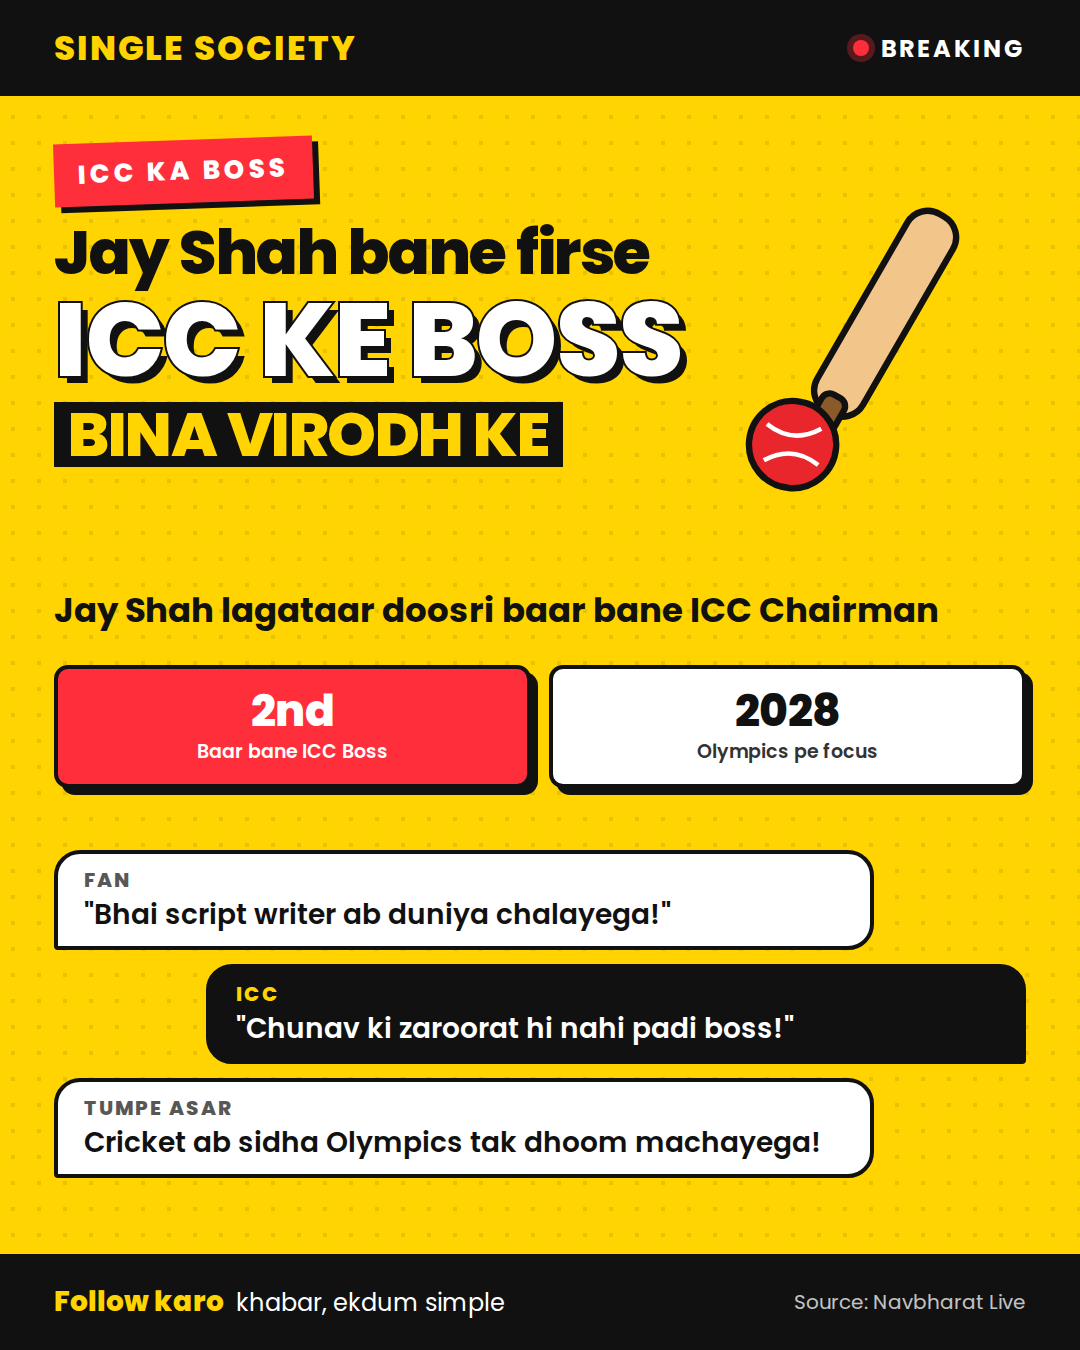 SINGLE SOCIETY
BREAKING
ICC KA BOSS
Jay Shah bane firse
ICC KE BOSS
BINA VIRODH KE
Jay Shah lagataar doosri baar bane ICC Chairman
2nd
Baar bane ICC Boss
2028
Olympics pe focus
FAN
"Bhai script writer ab duniya chalayega!"
ICC
"Chunav ki zaroorat hi nahi padi boss!"
TUMPE ASAR
Cricket ab sidha Olympics tak dhoom machayega!
Follow karo khabar, ekdum simple
Source: Navbharat Live